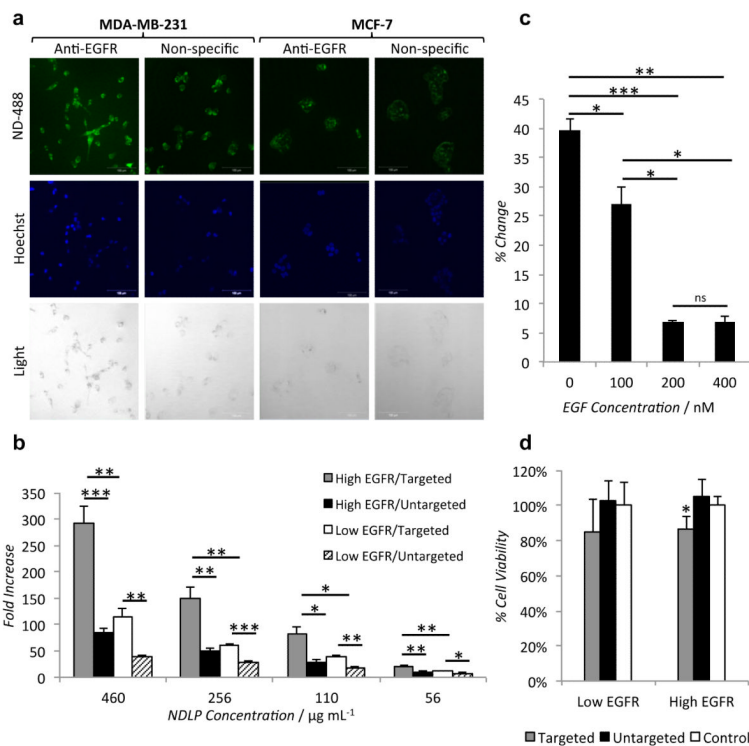 a
MDA-MB-231 MCF-7
Anti-EGFR Non-specific Anti-EGFR Non-specific
ND-488
Hoechst
Light
b
High EGFR/Targeted
High EGFR/Untargeted
Low EGFR/Targeted
Low EGFR/Untargeted
Fold Increase
350
300
250
200
150
100
50
0
** *** **
** ** ***
* * **
** ** *
460 256 110 56
NDLP Concentration / µg mL⁻¹
c
**
***
*
*
*
ns
% Change
45
40
35
30
25
20
15
10
5
0
0 100 200 400
EGF Concentration / nM
d
% Cell Viability
120%
100%
80%
60%
40%
20%
0%
*
Low EGFR High EGFR
Targeted Untargeted Control